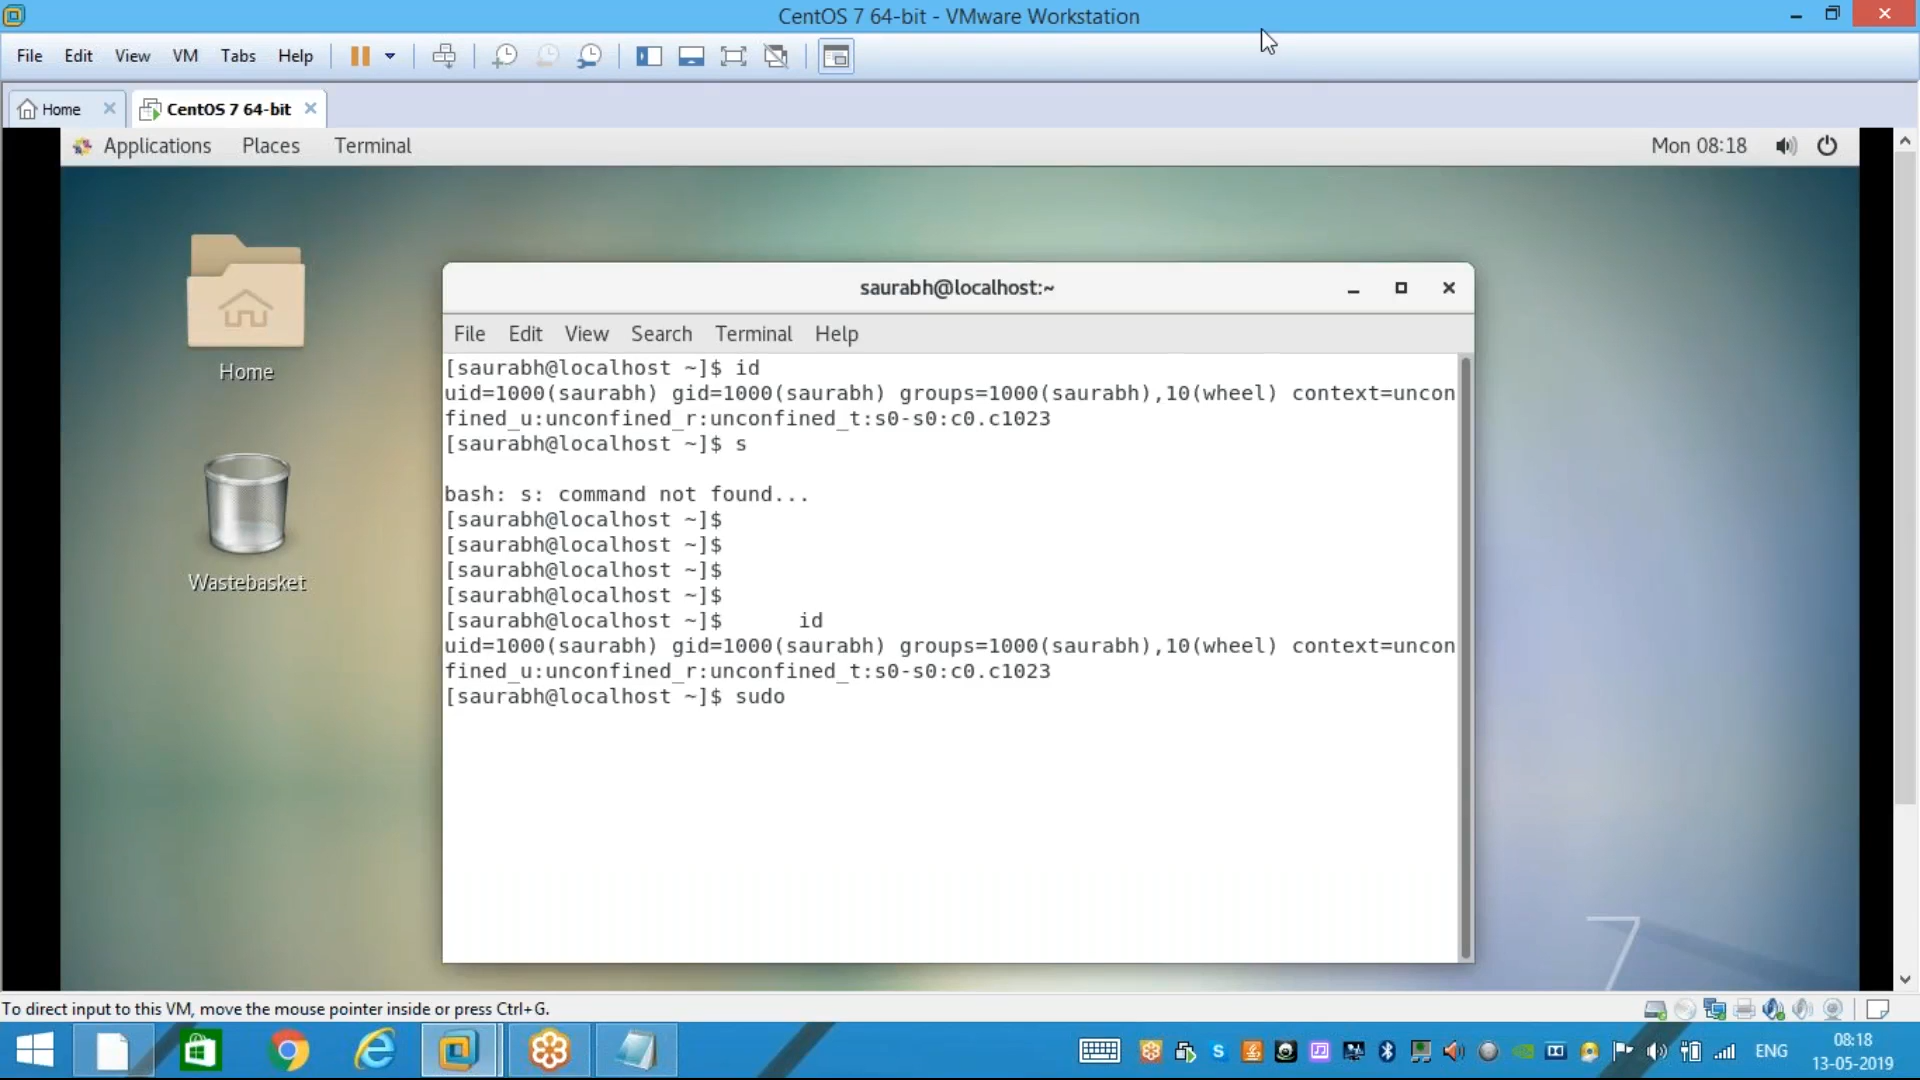 CentOS 7 64-bit - VMware Workstation
File Edit View VM Tabs Help
Home CentOS 7 64-bit
Applications Places Terminal Mon 08:18
saurabh@localhost:~
File Edit View Search Terminal Help
[saurabh@localhost ~]$ id
uid=1000(saurabh) gid=1000(saurabh) groups=1000(saurabh),10(wheel) context=uncon
fined_u:unconfined_r:unconfined_t:s0-s0:c0.c1023
[saurabh@localhost ~]$ s
bash: s: command not found...
[saurabh@localhost ~]$
[saurabh@localhost ~]$
[saurabh@localhost ~]$
[saurabh@localhost ~]$
[saurabh@localhost ~]$      id
uid=1000(saurabh) gid=1000(saurabh) groups=1000(saurabh),10(wheel) context=uncon
fined_u:unconfined_r:unconfined_t:s0-s0:c0.c1023
[saurabh@localhost ~]$ sudo
Home
Wastebasket
7
To direct input to this VM, move the mouse pointer inside or press Ctrl+G.
ENG
08:18
13-05-2019